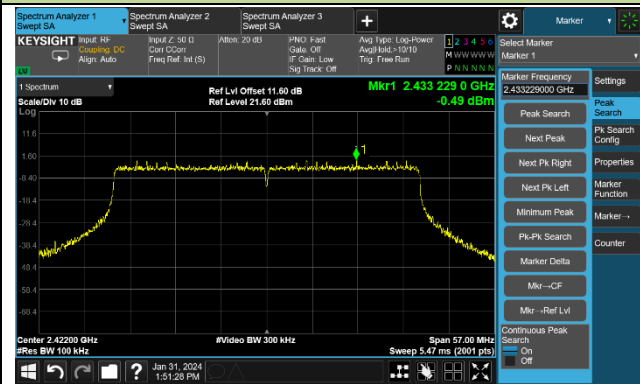 Spectrum Analyzer 1
Swept SA
Spectrum Analyzer 2
Swept SA
Spectrum Analyzer 3
Swept SA
+
Marker
KEYSIGHT
Input: RF
Coupling: DC
Align: Auto
Input Z: 50 Ω
Corr CCorr
Freq Ref: Int (S)
Atten: 20 dB
PNO: Fast
Gate: Off
IF Gain: Low
Sig Track: Off
Avg Type: Log-Power
Avg|Hold:>10/10
Trig: Free Run
1 2 3 4 5 6
M W W W W W
P N N N N N
LVI
Select Marker
Marker 1
1 Spectrum
Scale/Div 10 dB
Log
Ref Lvl Offset 11.60 dB
Ref Level 21.60 dBm
Mkr1 2.433 229 0 GHz
-0.49 dBm
11.6
1.60
-8.40
-18.4
-28.4
-38.4
-48.4
-58.4
-68.4
1
Center 2.42200 GHz
#Res BW 100 kHz
#Video BW 300 kHz
Span 57.00 MHz
Sweep 5.47 ms (2001 pts)
Marker Frequency
2.433229000 GHz
Peak Search
Next Peak
Next Pk Right
Next Pk Left
Minimum Peak
Pk-Pk Search
Marker Delta
Mkr→CF
Mkr→Ref Lvl
Continuous Peak
Search
On
Off
Settings
Peak
Search
Pk Search
Config
Properties
Marker
Function
Marker→
Counter
?
Jan 31, 2024
1:51:28 PM